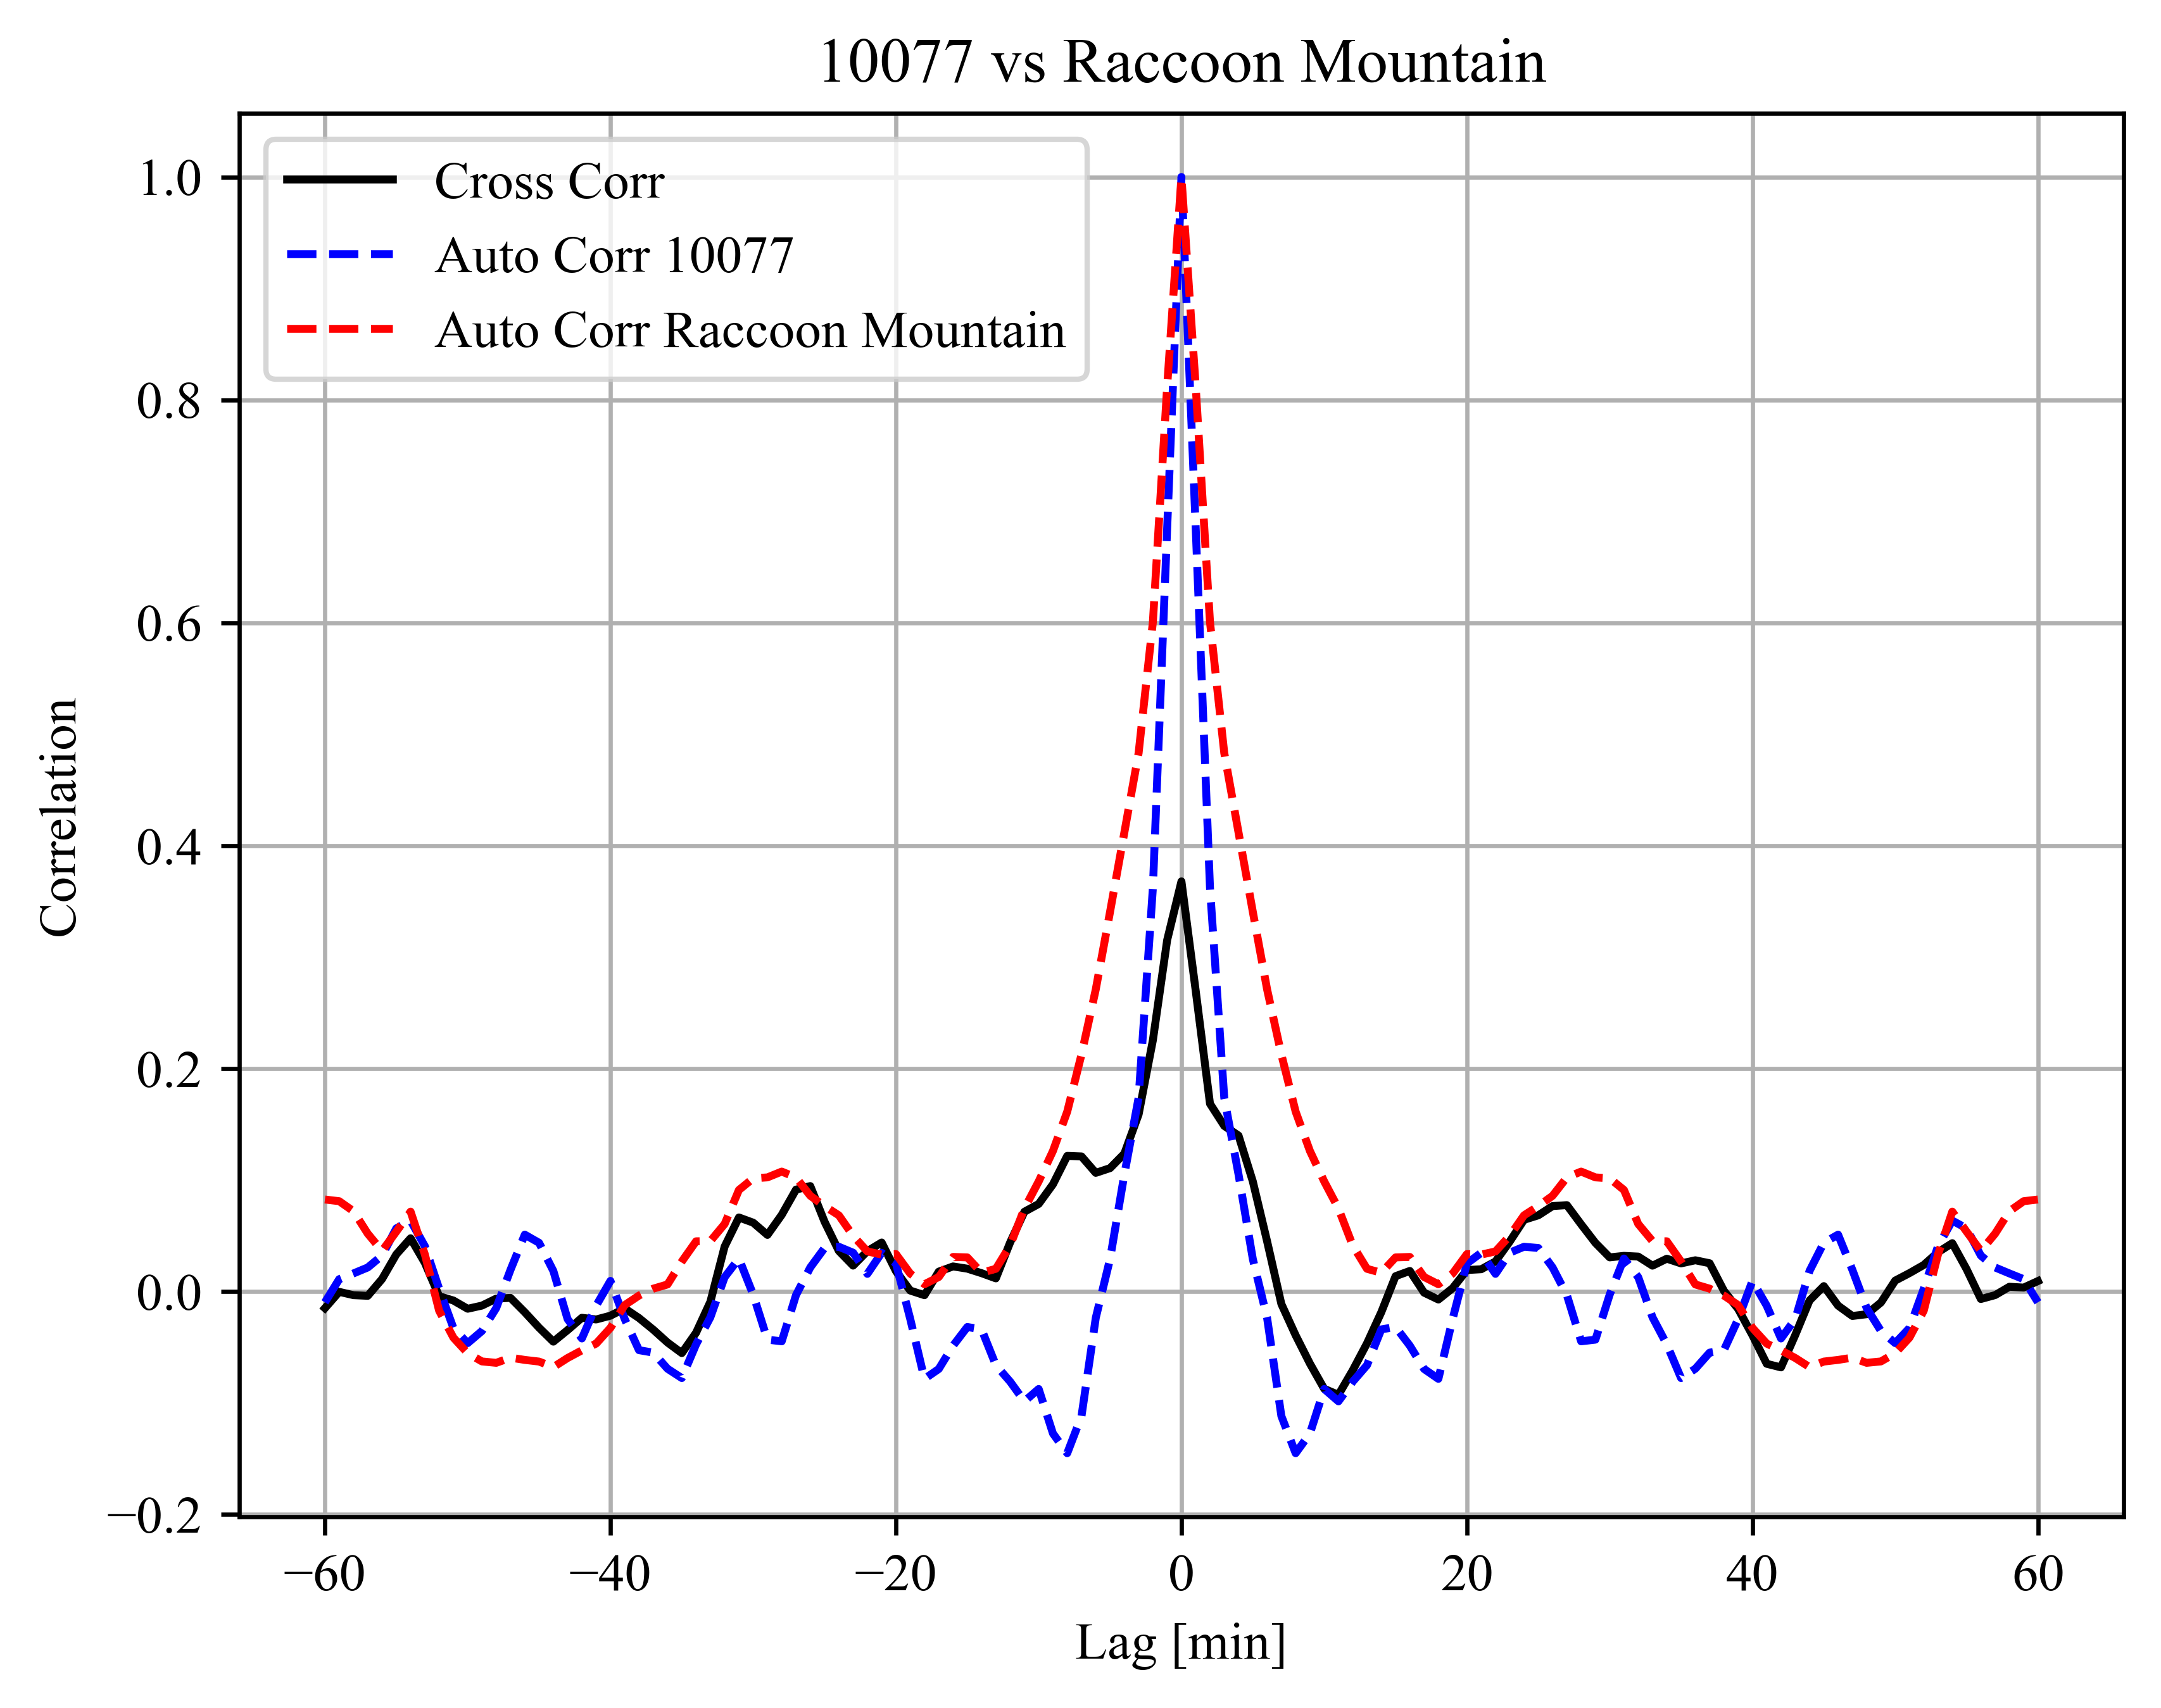 10077 vs Raccoon Mountain
Cross Corr
Auto Corr 10077
Auto Corr Raccoon Mountain
1.0
0.8
0.6
0.4
0.2
0.0
−0.2
Correlation
−60 −40 −20 0 20 40 60
Lag [min]